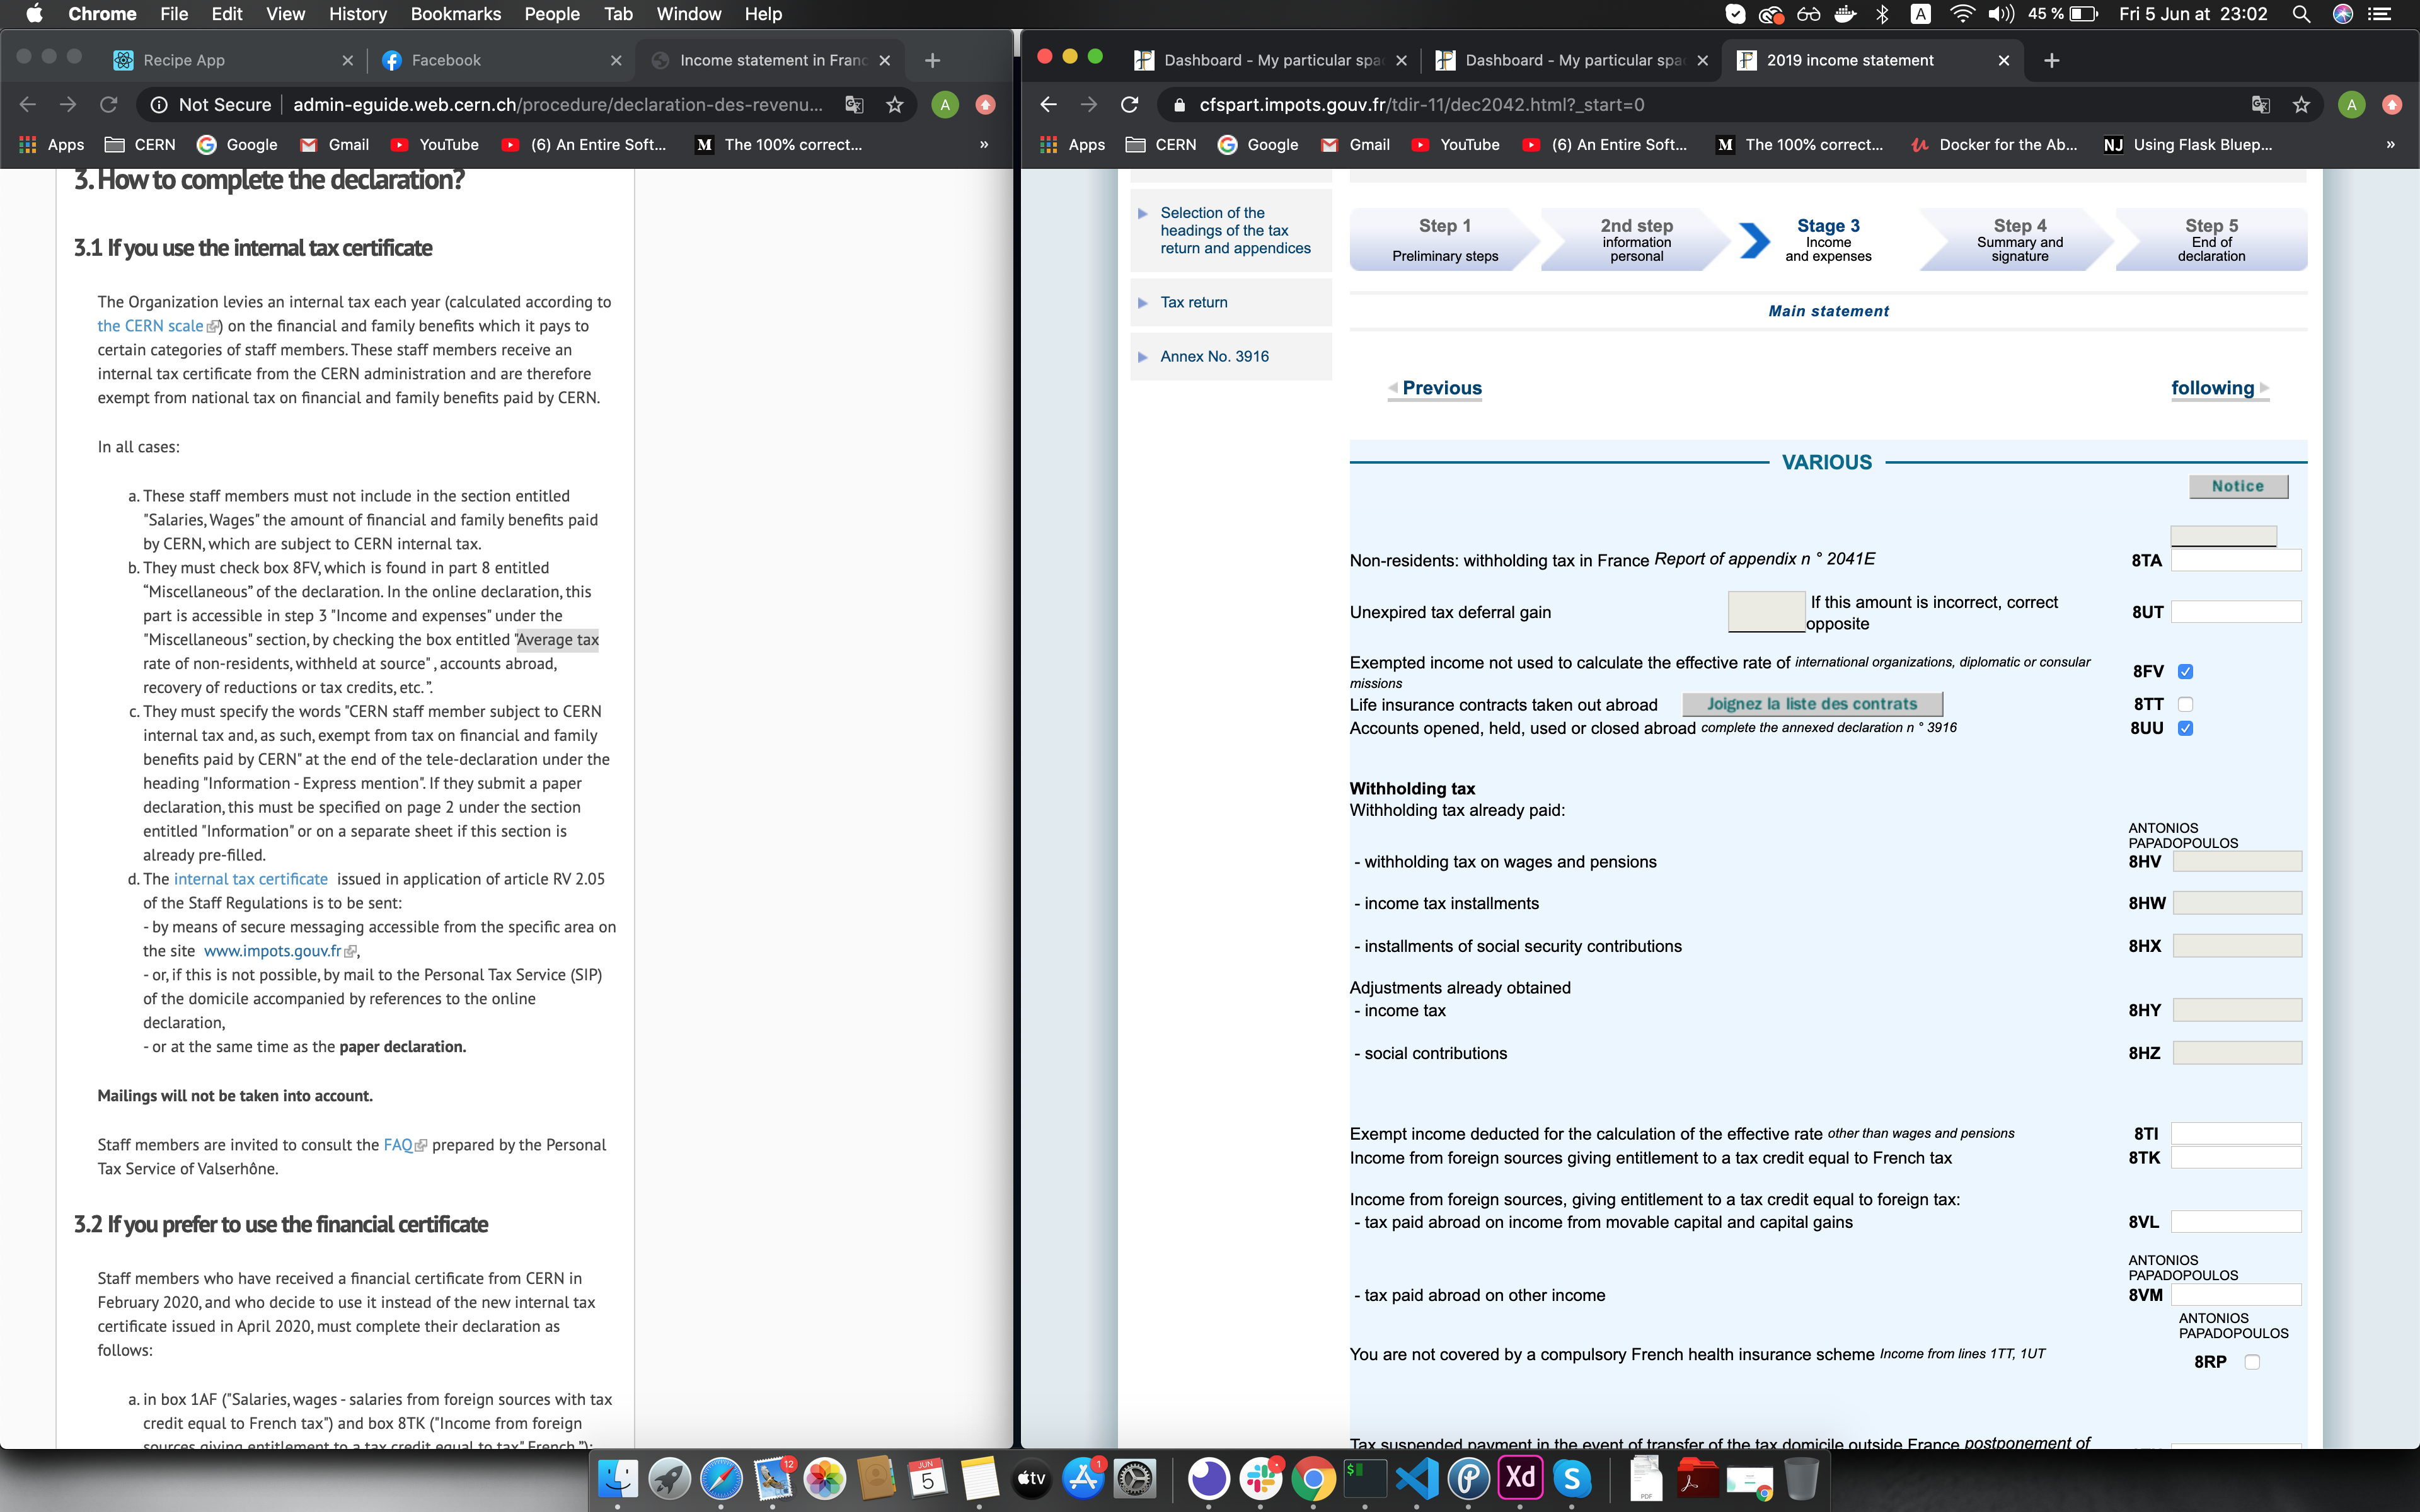 Chrome File Edit View History Bookmarks People Tab Window Help
A 45 % Fri 5 Jun at 23:02
Recipe App
Facebook
Income statement in Franc
Not Secure admin-eguide.web.cern.ch/procedure/declaration-des-revenu...
A
Apps CERN Google Gmail YouTube (6) An Entire Soft... M The 100% correct... »
3. How to complete the declaration?
3.1 If you use the internal tax certificate
The Organization levies an internal tax each year (calculated according to
the CERN scale ) on the financial and family benefits which it pays to
certain categories of staff members. These staff members receive an
internal tax certificate from the CERN administration and are therefore
exempt from national tax on financial and family benefits paid by CERN.
In all cases:
a. These staff members must not include in the section entitled
"Salaries, Wages" the amount of financial and family benefits paid
by CERN, which are subject to CERN internal tax.
b. They must check box 8FV, which is found in part 8 entitled
“Miscellaneous” of the declaration. In the online declaration, this
part is accessible in step 3 "Income and expenses" under the
"Miscellaneous" section, by checking the box entitled "Average tax
rate of non-residents, withheld at source" , accounts abroad,
recovery of reductions or tax credits, etc. ”.
c. They must specify the words "CERN staff member subject to CERN
internal tax and, as such, exempt from tax on financial and family
benefits paid by CERN" at the end of the tele-declaration under the
heading "Information - Express mention". If they submit a paper
declaration, this must be specified on page 2 under the section
entitled "Information" or on a separate sheet if this section is
already pre-filled.
d. The internal tax certificate issued in application of article RV 2.05
of the Staff Regulations is to be sent:
- by means of secure messaging accessible from the specific area on
the site www.impots.gouv.fr ,
- or, if this is not possible, by mail to the Personal Tax Service (SIP)
of the domicile accompanied by references to the online
declaration,
- or at the same time as the paper declaration.
Mailings will not be taken into account.
Staff members are invited to consult the FAQ prepared by the Personal
Tax Service of Valserhône.
3.2 If you prefer to use the financial certificate
Staff members who have received a financial certificate from CERN in
February 2020, and who decide to use it instead of the new internal tax
certificate issued in April 2020, must complete their declaration as
follows:
a. in box 1AF ("Salaries, wages - salaries from foreign sources with tax
credit equal to French tax") and box 8TK ("Income from foreign
sources giving entitlement to a tax credit equal to tax" French "):
Dashboard - My particular spa
Dashboard - My particular spa
2019 income statement
cfspart.impots.gouv.fr/tdir-11/dec2042.html?_start=0
A
Apps CERN Google Gmail YouTube (6) An Entire Soft... M The 100% correct... Docker for the Ab... NJ Using Flask Bluep... »
Selection of the
headings of the tax
return and appendices
Tax return
Annex No. 3916
Step 1
Preliminary steps
2nd step
information
personal
Stage 3
Income
and expenses
Step 4
Summary and
signature
Step 5
End of
declaration
Main statement
Previous
following
VARIOUS
Notice
Non-residents: withholding tax in France Report of appendix n ° 2041E 8TA
Unexpired tax deferral gain If this amount is incorrect, correct
opposite 8UT
Exempted income not used to calculate the effective rate of international organizations, diplomatic or consular
missions 8FV
Life insurance contracts taken out abroad Joignez la liste des contrats 8TT
Accounts opened, held, used or closed abroad complete the annexed declaration n ° 3916 8UU
Withholding tax
Withholding tax already paid:
ANTONIOS
PAPADOPOULOS
- withholding tax on wages and pensions 8HV
- income tax installments 8HW
- installments of social security contributions 8HX
Adjustments already obtained
- income tax 8HY
- social contributions 8HZ
Exempt income deducted for the calculation of the effective rate other than wages and pensions 8TI
Income from foreign sources giving entitlement to a tax credit equal to French tax 8TK
Income from foreign sources, giving entitlement to a tax credit equal to foreign tax:
- tax paid abroad on income from movable capital and capital gains 8VL
ANTONIOS
PAPADOPOULOS
- tax paid abroad on other income 8VM
ANTONIOS
PAPADOPOULOS
You are not covered by a compulsory French health insurance scheme Income from lines 1TT, 1UT 8RP
Tax suspended payment in the event of transfer of the tax domicile outside France postponement of
12 JUN 5 tv 1 $ Xd S PDF